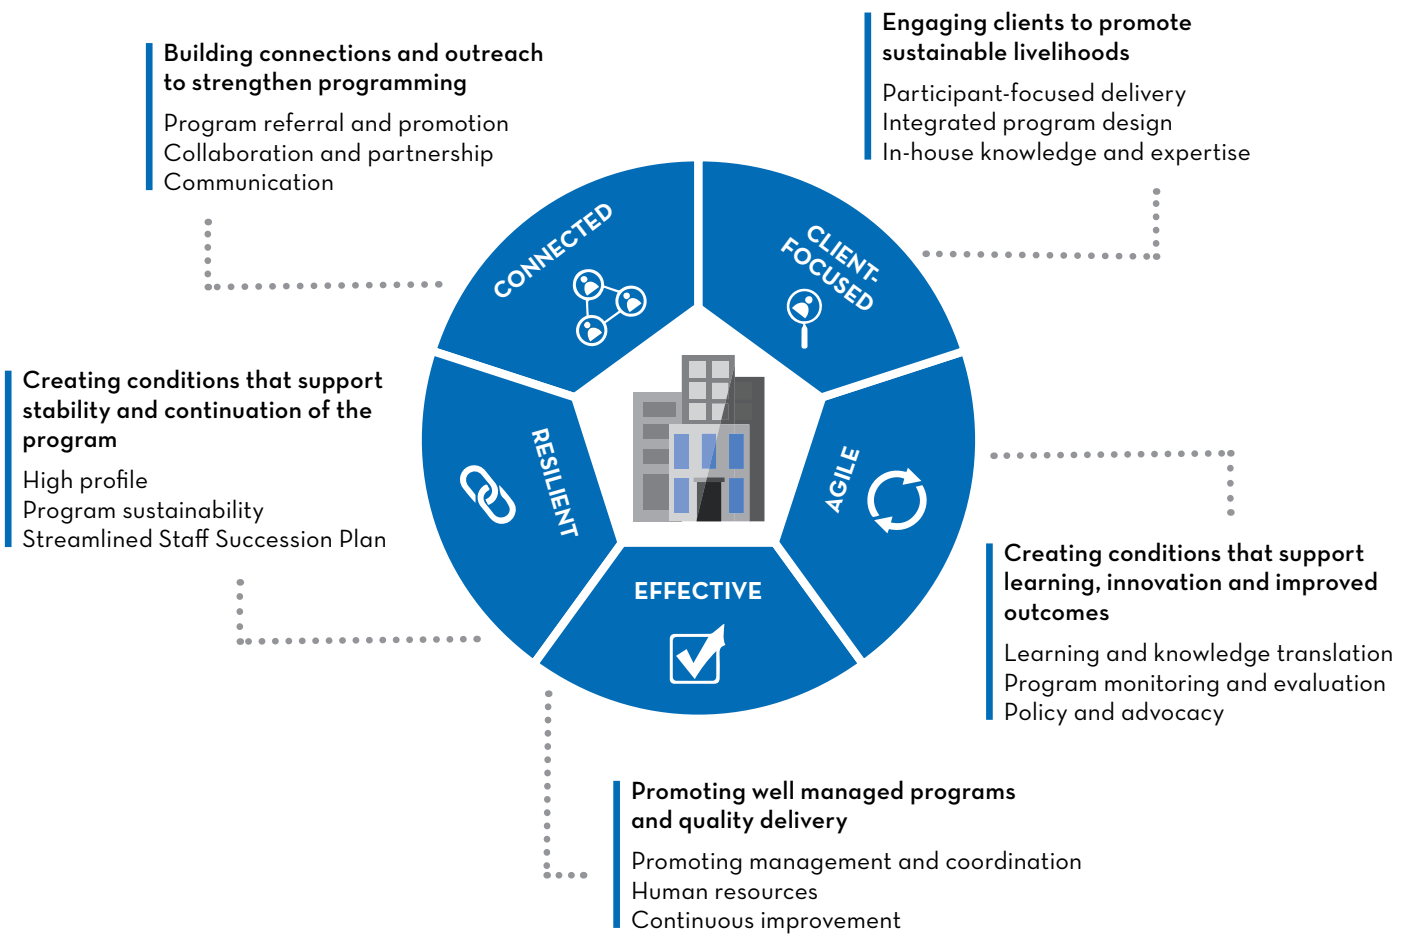 Building connections and outreach
to strengthen programming
Program referral and promotion
Collaboration and partnership
Communication
Engaging clients to promote
sustainable livelihoods
Participant-focused delivery
Integrated program design
In-house knowledge and expertise
CONNECTED
CLIENT-
FOCUSED
Creating conditions that support
stability and continuation of the
program
High profile
Program sustainability
Streamlined Staff Succession Plan
RESILIENT
AGILE
EFFECTIVE
Creating conditions that support
learning, innovation and improved
outcomes
Learning and knowledge translation
Program monitoring and evaluation
Policy and advocacy
Promoting well managed programs
and quality delivery
Promoting management and coordination
Human resources
Continuous improvement